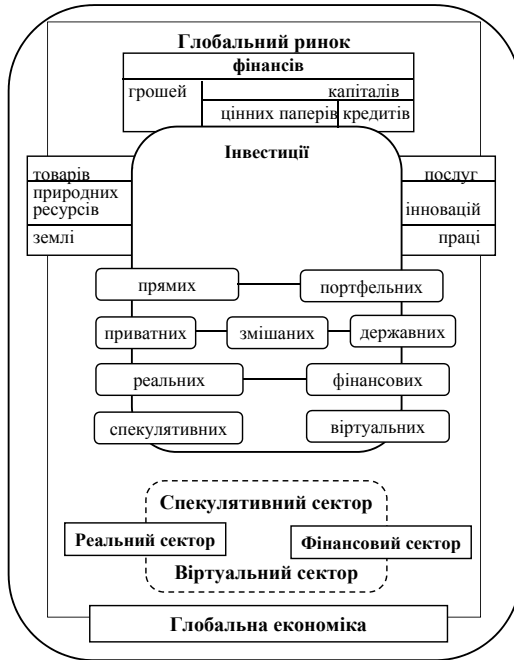 Глобальний ринок
фінансів
грошей
капіталів
цінних паперів
кредитів
Інвестиції
товарів
послуг
природних
ресурсів
інновацій
землі
праці
прямих
портфельних
приватних
змішаних
державних
реальних
фінансових
спекулятивних
віртуальних
Спекулятивний сектор
Реальний сектор
Фінансовий сектор
Віртуальний сектор
Глобальна економіка